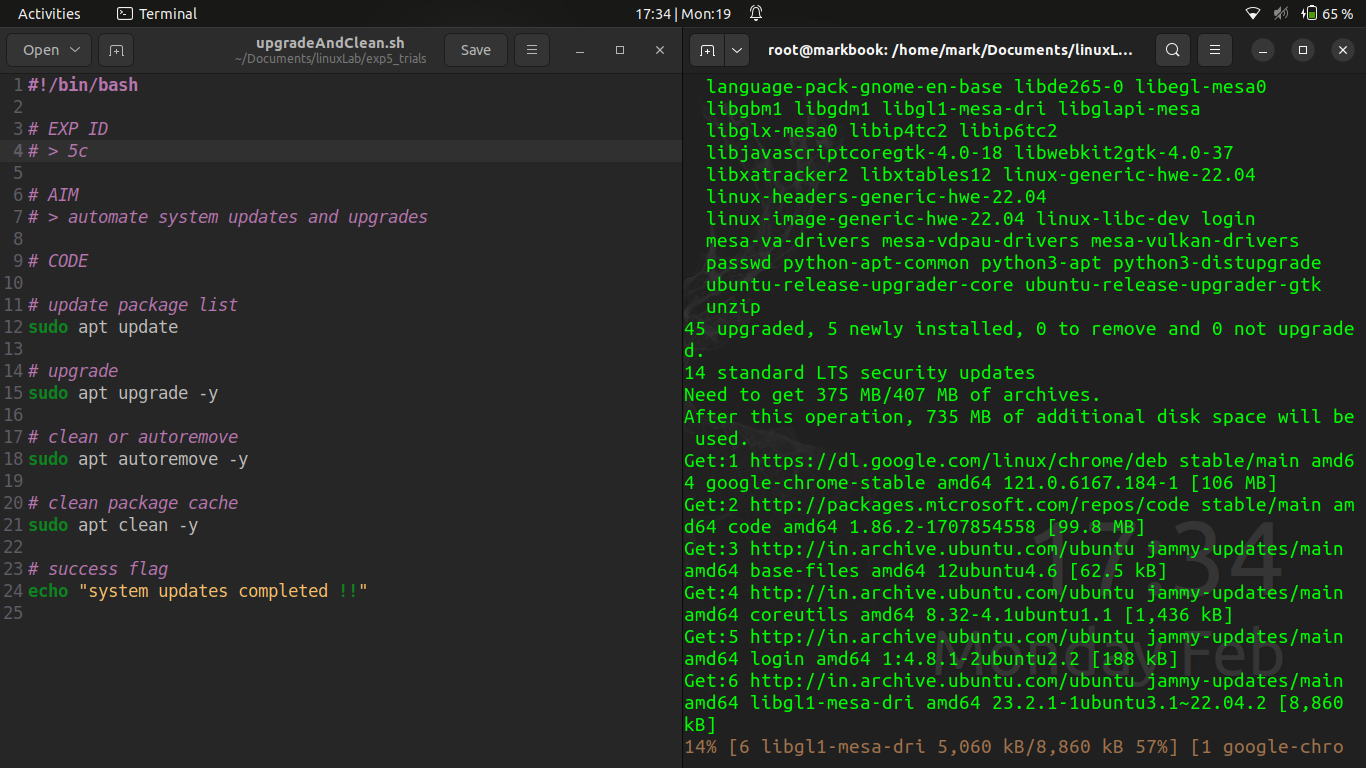 Activities Terminal 17:34 | Mon:19 65 %
Open upgradeAndClean.sh Save
~/Documents/linuxLab/exp5_trials
1 #!/bin/bash
2
3 # EXP ID
4 # > 5c
5
6 # AIM
7 # > automate system updates and upgrades
8
9 # CODE
10
11 # update package list
12 sudo apt update
13
14 # upgrade
15 sudo apt upgrade -y
16
17 # clean or autoremove
18 sudo apt autoremove -y
19
20 # clean package cache
21 sudo apt clean -y
22
23 # success flag
24 echo "system updates completed !!"
25
root@markbook: /home/mark/Documents/linuxL...
language-pack-gnome-en-base libde265-0 libegl-mesa0
libgbm1 libgdm1 libgl1-mesa-dri libglapi-mesa
libglx-mesa0 libip4tc2 libip6tc2
libjavascriptcoregtk-4.0-18 libwebkit2gtk-4.0-37
libxatracker2 libxtables12 linux-generic-hwe-22.04
linux-headers-generic-hwe-22.04
linux-image-generic-hwe-22.04 linux-libc-dev login
mesa-va-drivers mesa-vdpau-drivers mesa-vulkan-drivers
passwd python-apt-common python3-apt python3-distupgrade
ubuntu-release-upgrader-core ubuntu-release-upgrader-gtk
unzip
45 upgraded, 5 newly installed, 0 to remove and 0 not upgrade
d.
14 standard LTS security updates
Need to get 375 MB/407 MB of archives.
After this operation, 735 MB of additional disk space will be
used.
Get:1 https://dl.google.com/linux/chrome/deb stable/main amd6
4 google-chrome-stable amd64 121.0.6167.184-1 [106 MB]
Get:2 http://packages.microsoft.com/repos/code stable/main am
d64 code amd64 1.86.2-1707854558 [99.8 MB]
Get:3 http://in.archive.ubuntu.com/ubuntu jammy-updates/main
amd64 base-files amd64 12ubuntu4.6 [62.5 kB]
Get:4 http://in.archive.ubuntu.com/ubuntu jammy-updates/main
amd64 coreutils amd64 8.32-4.1ubuntu1.1 [1,436 kB]
Get:5 http://in.archive.ubuntu.com/ubuntu jammy-updates/main
amd64 login amd64 1:4.8.1-2ubuntu2.2 [188 kB]
Get:6 http://in.archive.ubuntu.com/ubuntu jammy-updates/main
amd64 libgl1-mesa-dri amd64 23.2.1-1ubuntu3.1~22.04.2 [8,860
kB]
14% [6 libgl1-mesa-dri 5,060 kB/8,860 kB 57%] [1 google-chro
17:34
Monday Feb